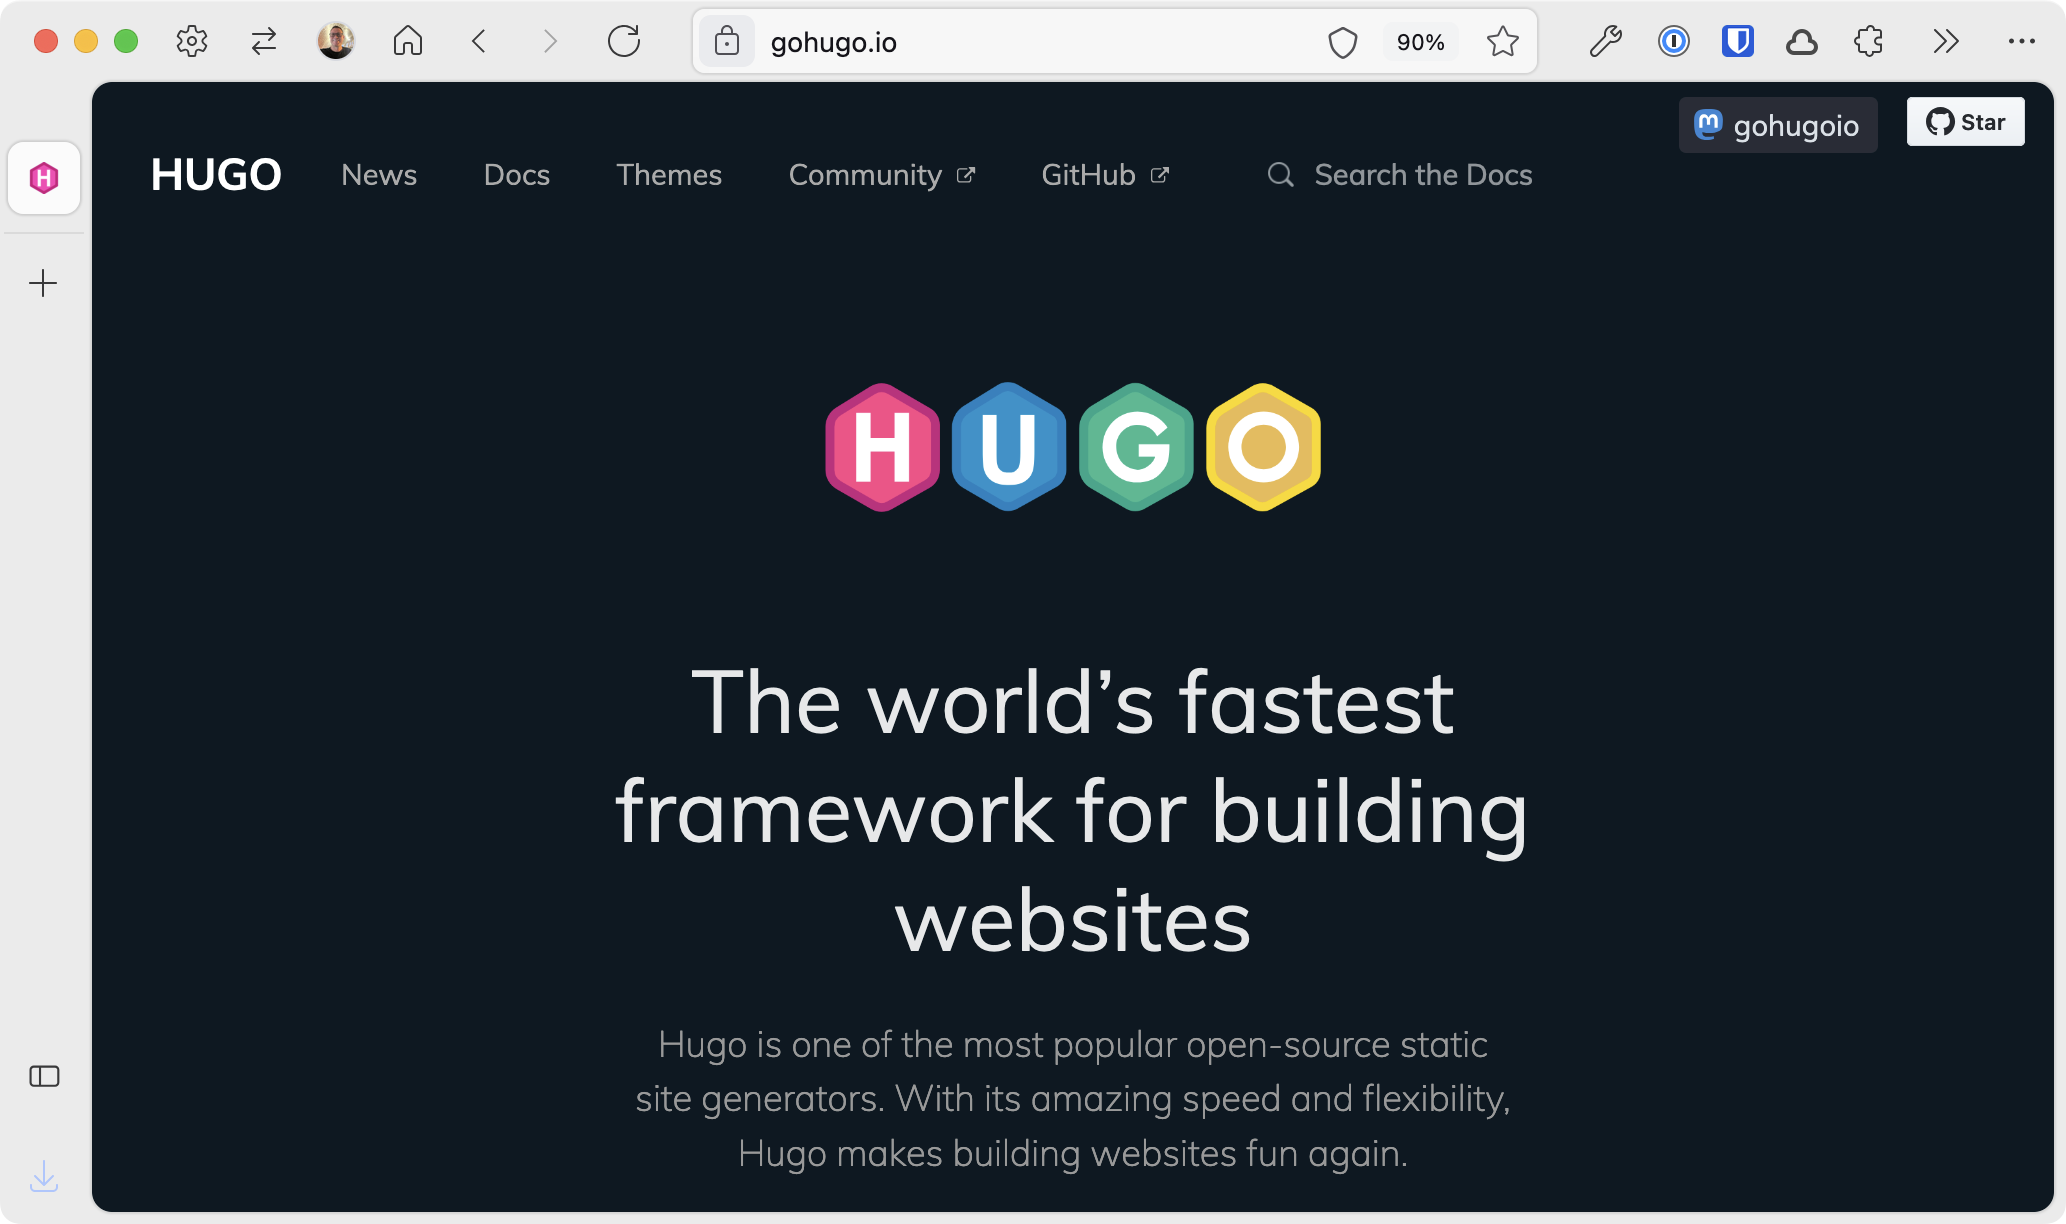 gohugo.io
90%
gohugoio
Star
HUGO
News
Docs
Themes
Community
GitHub
Search the Docs
H
HUGO
The world’s fastest
framework for building
websites
Hugo is one of the most popular open-source static
site generators. With its amazing speed and flexibility,
Hugo makes building websites fun again.